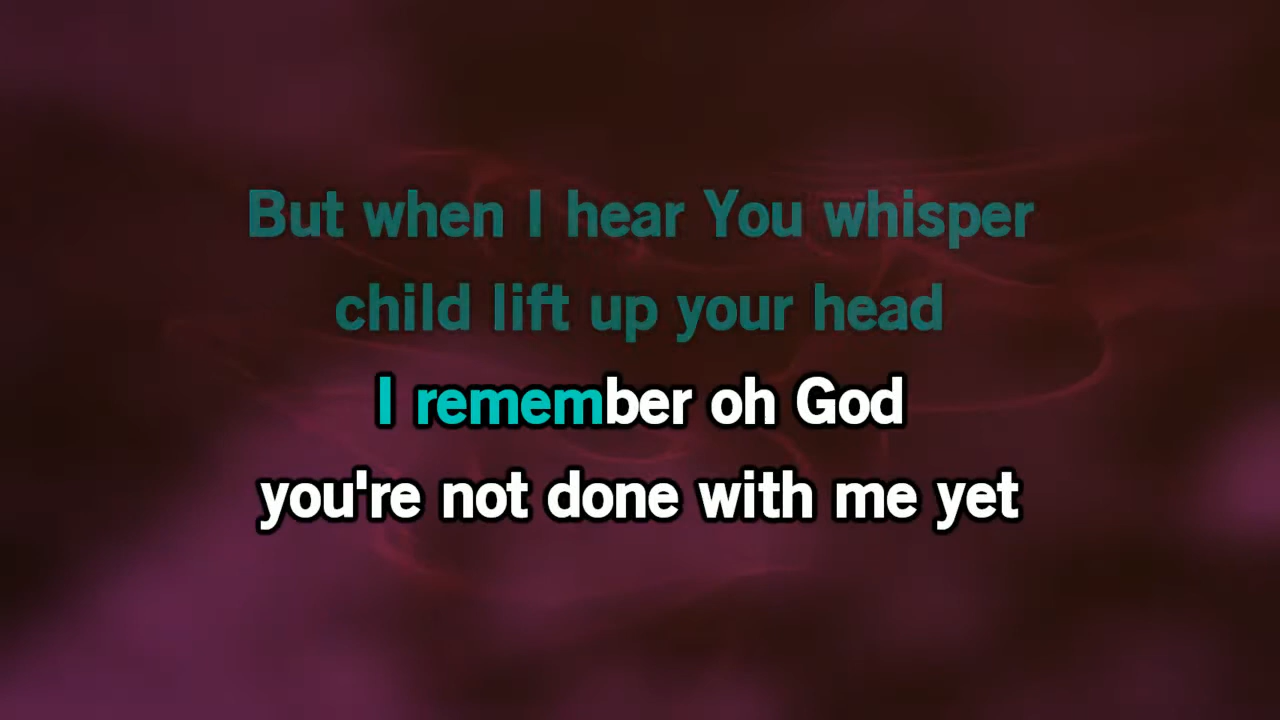 But when I hear You whisper
child lift up your head
I remember oh God
you're not done with me yet